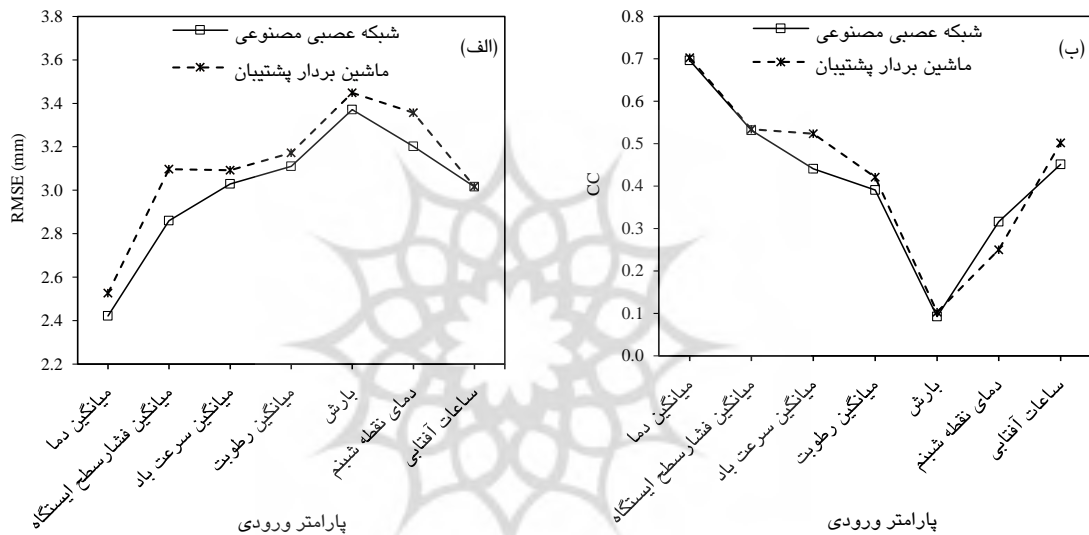 (الف)
شبکه عصبی مصنوعی
ماشین بردار پشتیبان
RMSE (mm)
3.8
3.6
3.4
3.2
3.0
2.8
2.6
2.4
2.2
میانگین دما
میانگین فشارسطح ایستگاه
میانگین سرعت باد
میانگین رطوبت
بارش
دمای نقطه شبنم
ساعات آفتابی
پارامتر ورودی
(ب)
شبکه عصبی مصنوعی
ماشین بردار پشتیبان
CC
0.8
0.7
0.6
0.5
0.4
0.3
0.2
0.1
0.0
میانگین دما
میانگین فشارسطح ایستگاه
میانگین سرعت باد
میانگین رطوبت
بارش
دمای نقطه شبنم
ساعات آفتابی
پارامتر ورودی